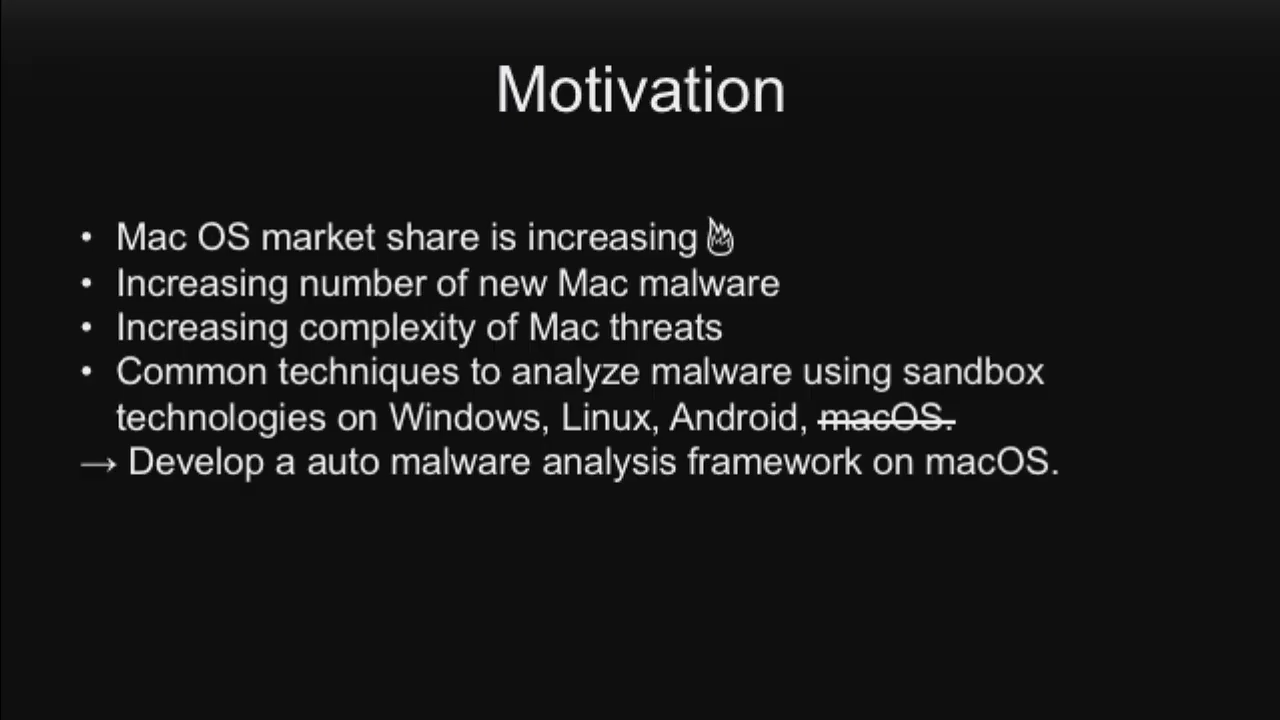 Motivation
• Mac OS market share is increasing🔥
• Increasing number of new Mac malware
• Increasing complexity of Mac threats
• Common techniques to analyze malware using sandbox
technologies on Windows, Linux, Android, macOS.
→ Develop a auto malware analysis framework on macOS.